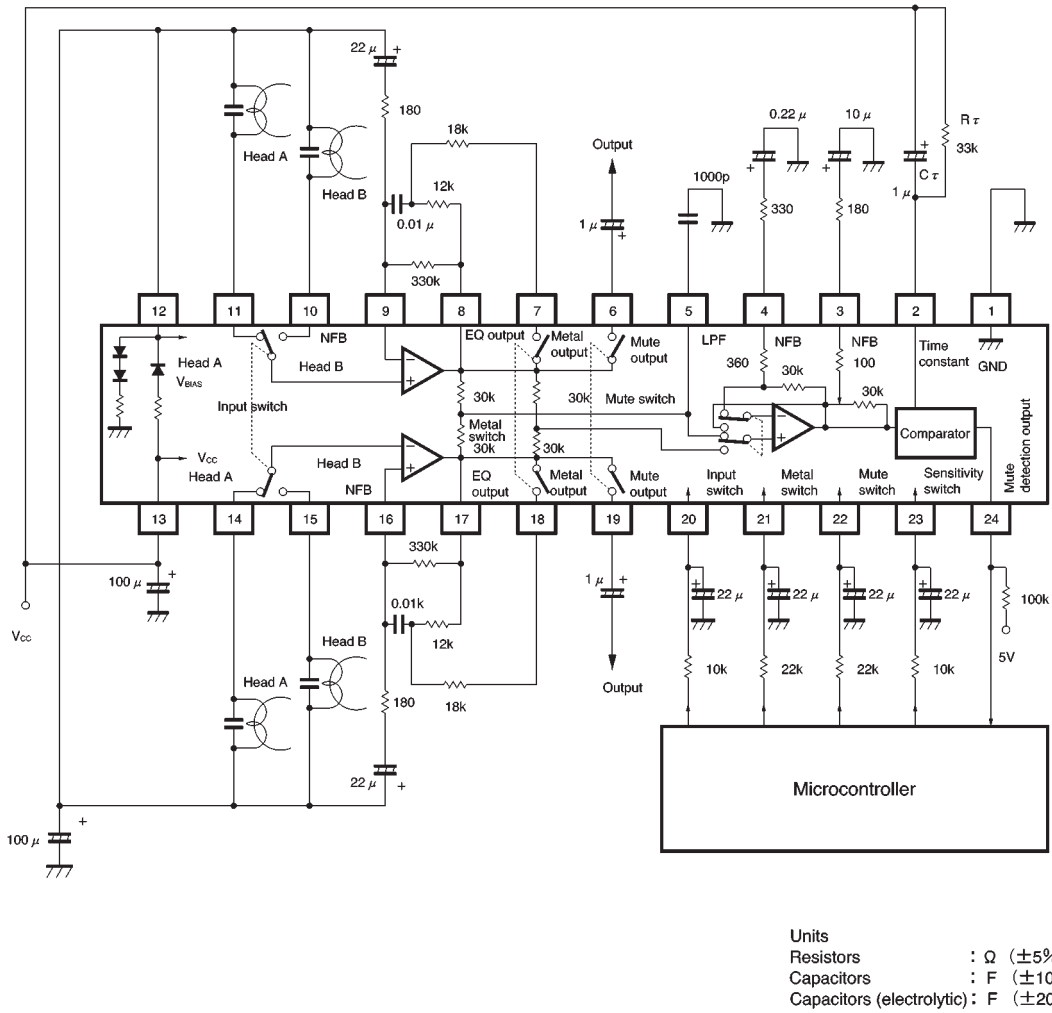 22 μ +
180
Head A
Head B
18k
12k
0.01 μ
330k
Output
1 μ
+
1000p
0.22 μ
+
330
10 μ
+
180
+
C τ
1 μ
R τ
33k
12
11
10
9
8
7
6
5
4
3
2
1
Head A
VBIAS
NFB
Head B
Input switch
−
+
EQ output
Metal output
Mute output
LPF
NFB
NFB
Time constant
GND
360
100
30k
30k
30k
30k
Mute switch
Metal switch
30k
30k
−
+
Comparator
Mute detection output
VCC
Head A
Head B
NFB
−
+
EQ output
Metal output
Mute output
Input switch
Metal switch
Mute switch
Sensitivity switch
13
14
15
16
17
18
19
20
21
22
23
24
100 μ
+
VCC
330k
0.01k
12k
18k
Head A
Head B
180
22 μ
+
1 μ
+
Output
+
22 μ
+
22 μ
+
22 μ
+
22 μ
10k
22k
22k
10k
100k
5V
Microcontroller
100 μ
+
Units
Resistors : Ω (±5%
Capacitors : F (±10
Capacitors (electrolytic) : F (±20